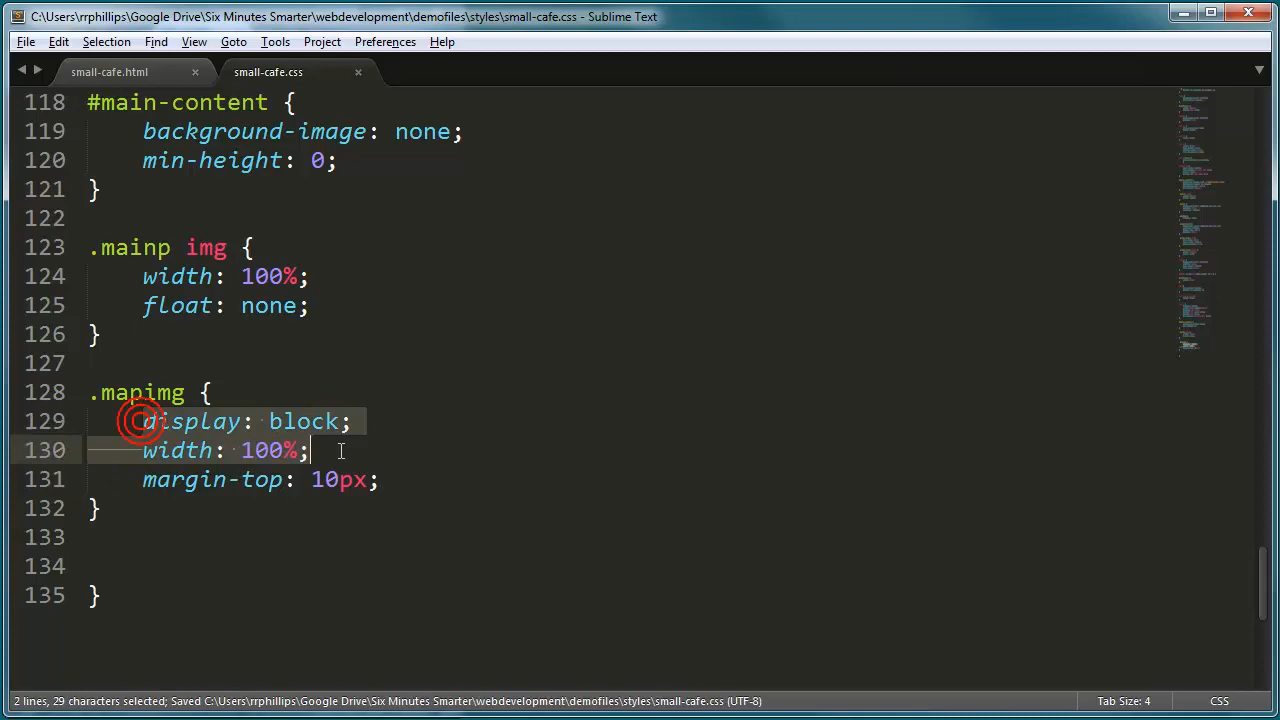 C:\Users\rrphillips\Google Drive\Six Minutes Smarter\webdevelopment\demofiles\styles\small-cafe.css - Sublime Text
File Edit Selection Find View Goto Tools Project Preferences Help
small-cafe.html × small-cafe.css ×
118 #main-content {
119 background-image: none;
120 min-height: 0;
121 }
122
123 .mainp img {
124 width: 100%;
125 float: none;
126 }
127
128 .mapimg {
129 display: block;
130 width: 100%;
131 margin-top: 10px;
132 }
133
134
135 }
2 lines, 29 characters selected; Saved C:\Users\rrphillips\Google Drive\Six Minutes Smarter\webdevelopment\demofiles\styles\small-cafe.css (UTF-8) Tab Size: 4 CSS